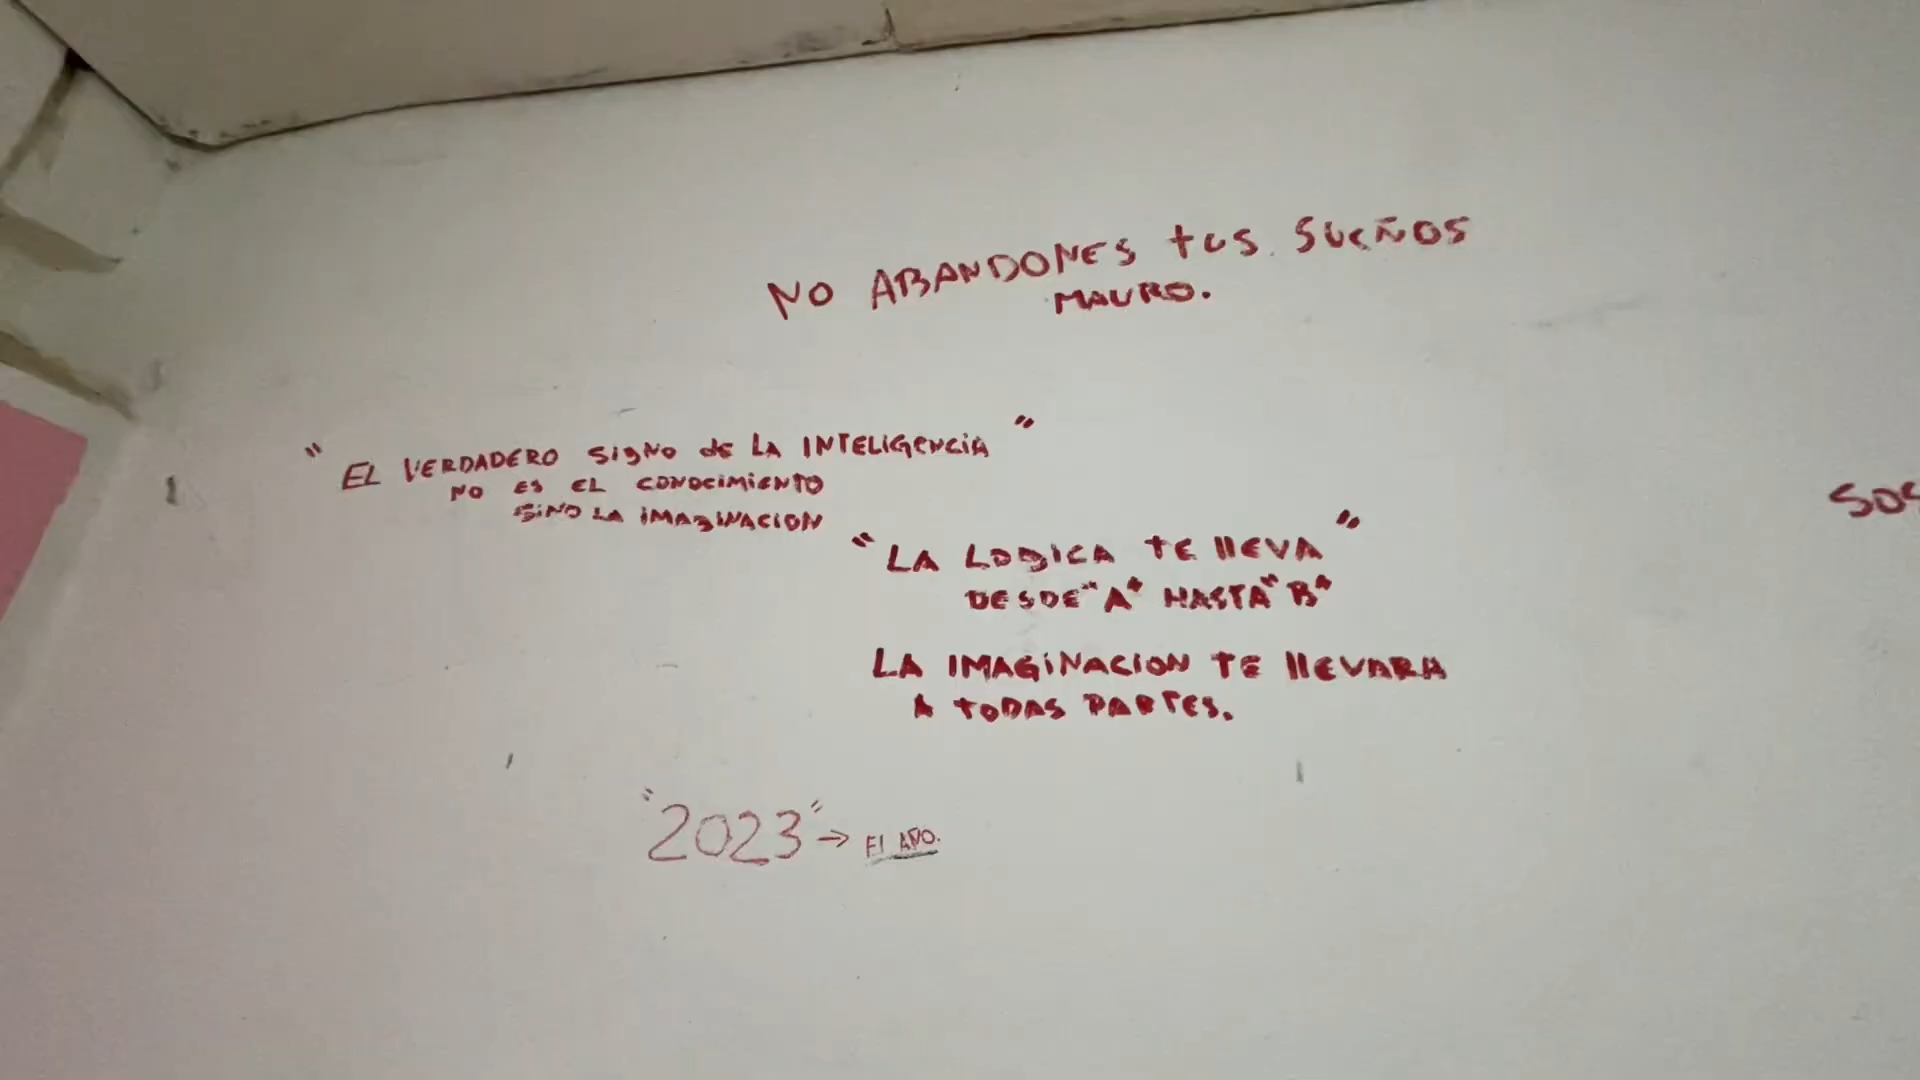 NO ABANDONES tus SUEÑOS
MAURO.
" EL VERDADERO SIGNO de LA INTELIGENCIA "
NO ES EL CONOCIMIENTO
SINO LA IMAGINACION
"LA LOGICA TE lleVA"
DESDE "A" HASTA "B"
LA IMAGINACION TE lleVARA
A TODAS PARTES.
"2023" → El AÑO.